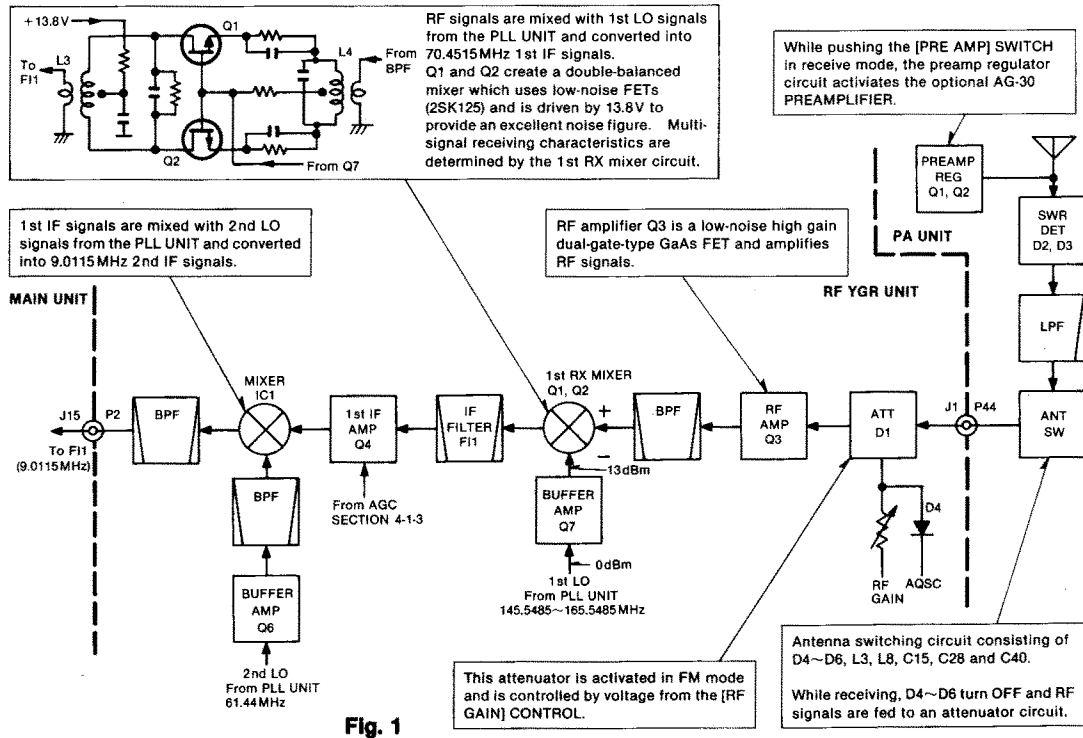 +13.8V
Q1
L3
To
FI1
L4
From
BPF
Q2
From Q7
RF signals are mixed with 1st LO signals
from the PLL UNIT and converted into
70.4515MHz 1st IF signals.
Q1 and Q2 create a double-balanced
mixer which uses low-noise FETs
(2SK125) and is driven by 13.8V to
provide an excellent noise figure. Multi-
signal receiving characteristics are
determined by the 1st RX mixer circuit.
While pushing the [PRE AMP] SWITCH
in receive mode, the preamp regulator
circuit activiates the optional AG-30
PREAMPLIFIER.
1st IF signals are mixed with 2nd LO
signals from the PLL UNIT and converted
into 9.0115MHz 2nd IF signals.
RF amplifier Q3 is a low-noise high gain
dual-gate-type GaAs FET and amplifies
RF signals.
PREAMP
REG
Q1, Q2
PA UNIT
SWR
DET
D2, D3
LPF
ANT
SW
MAIN UNIT
RF YGR UNIT
J15
P2
To FI1
(9.0115MHz)
BPF
MIXER
IC1
1st IF
AMP
Q4
IF
FILTER
FI1
1st RX MIXER
Q1, Q2
+
−
BPF
RF
AMP
Q3
ATT
D1
J1
P44
BPF
From AGC
SECTION 4-1-3
13dBm
BUFFER
AMP
Q7
0dBm
1st LO
From PLL UNIT
145.5485~165.5485MHz
D4
RF
GAIN
AQSC
BUFFER
AMP
Q6
2nd LO
From PLL UNIT
61.44MHz
This attenuator is activated in FM mode
and is controlled by voltage from the [RF
GAIN] CONTROL.
Antenna switching circuit consisting of
D4~D6, L3, L8, C15, C28 and C40.
While receiving, D4~D6 turn OFF and RF
signals are fed to an attenuator circuit.
Fig. 1